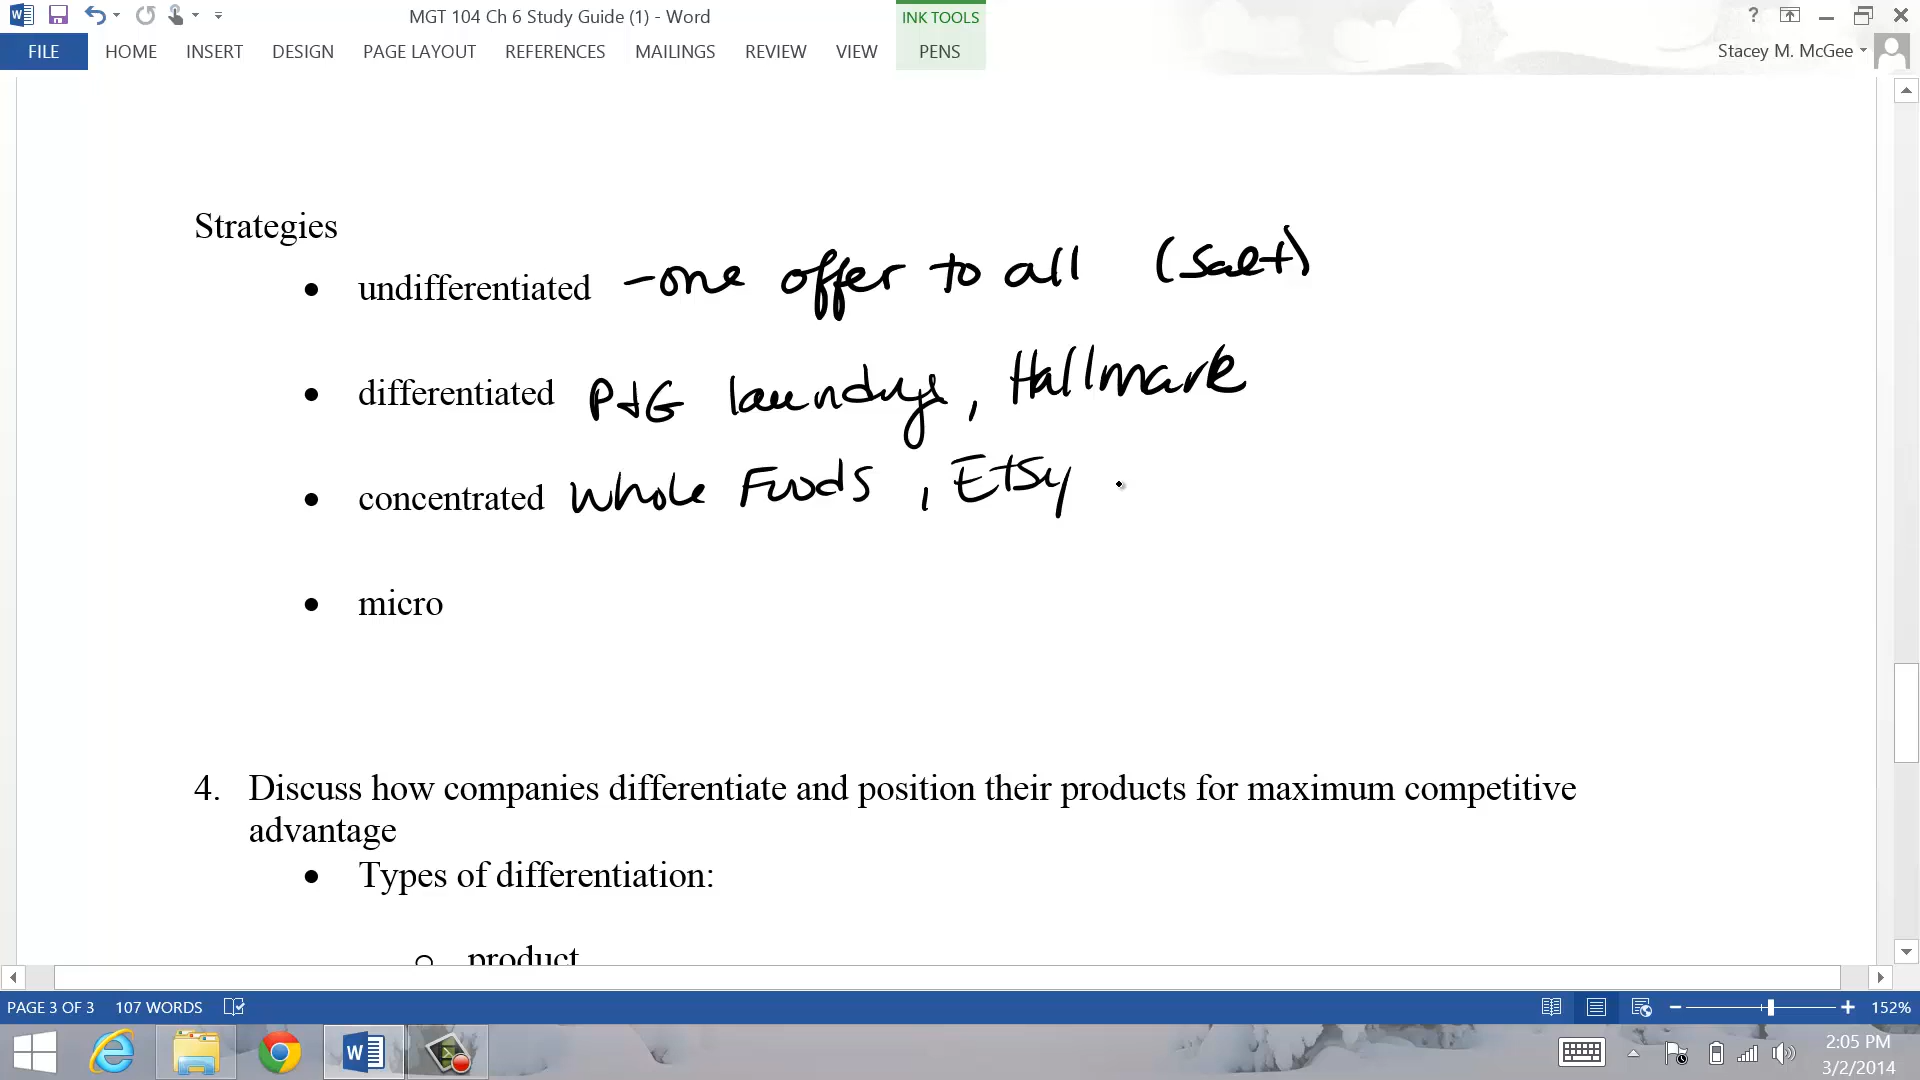 MGT 104 Ch 6 Study Guide (1) - Word
INK TOOLS
?
FILE HOME INSERT DESIGN PAGE LAYOUT REFERENCES MAILINGS REVIEW VIEW PENS
Stacey M. McGee
Strategies
• undifferentiated - one offer to all (salt)
• differentiated P&G laundry, Hallmark
• concentrated Whole Foods, Etsy
• micro
4. Discuss how companies differentiate and position their products for maximum competitive
advantage
• Types of differentiation:
o product
PAGE 3 OF 3 107 WORDS
152%
2:05 PM
3/2/2014